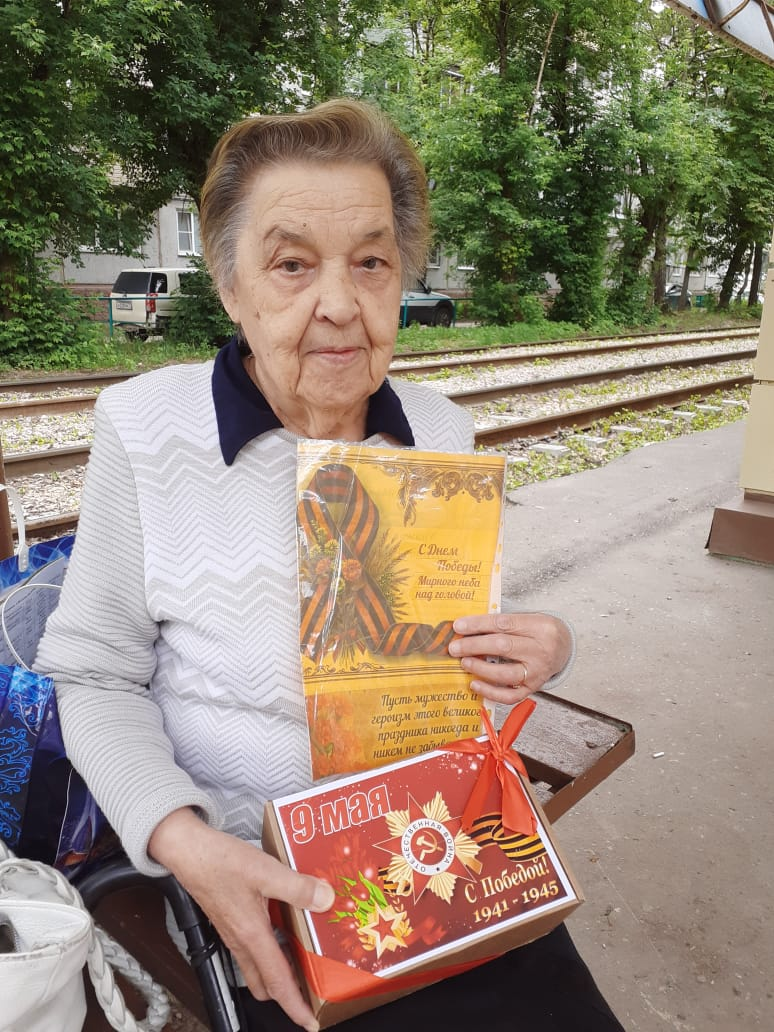 С Днем
Победы!
Мирного неба
над головой!
Пусть мужество и
героизм этого
праздника никогда и
никем не
9 мая
ОТЕЧЕСТВЕННАЯ ВОЙНА
С Победой!
1941 - 1945